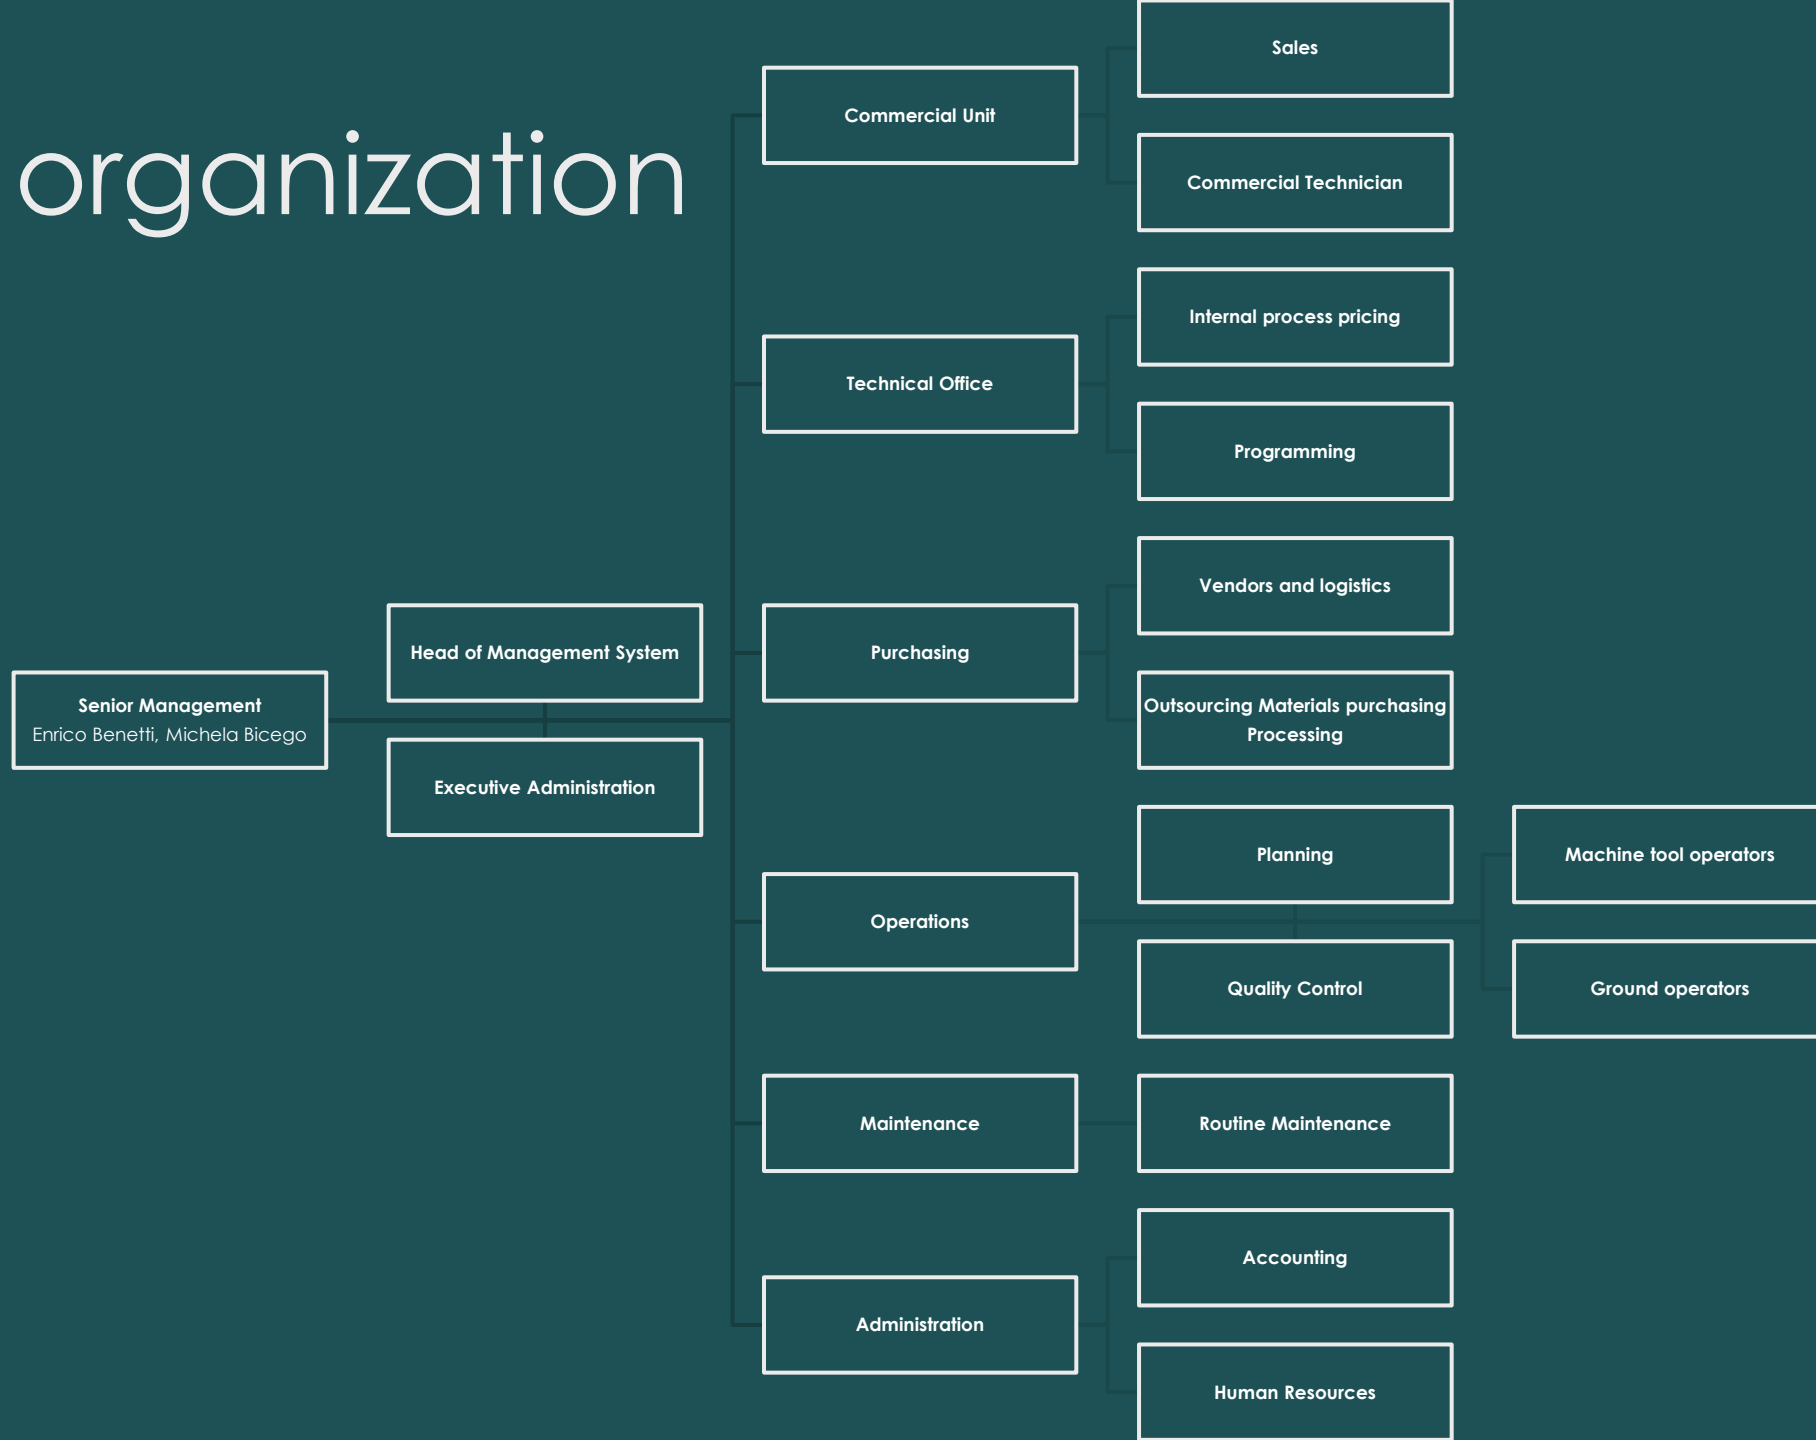 organization
Senior Management
Enrico Benetti, Michela Bicego
Head of Management System
Executive Administration
Commercial Unit
Sales
Commercial Technician
Technical Office
Internal process pricing
Programming
Purchasing
Vendors and logistics
Outsourcing Materials purchasing
Processing
Operations
Planning
Quality Control
Machine tool operators
Ground operators
Maintenance
Routine Maintenance
Administration
Accounting
Human Resources